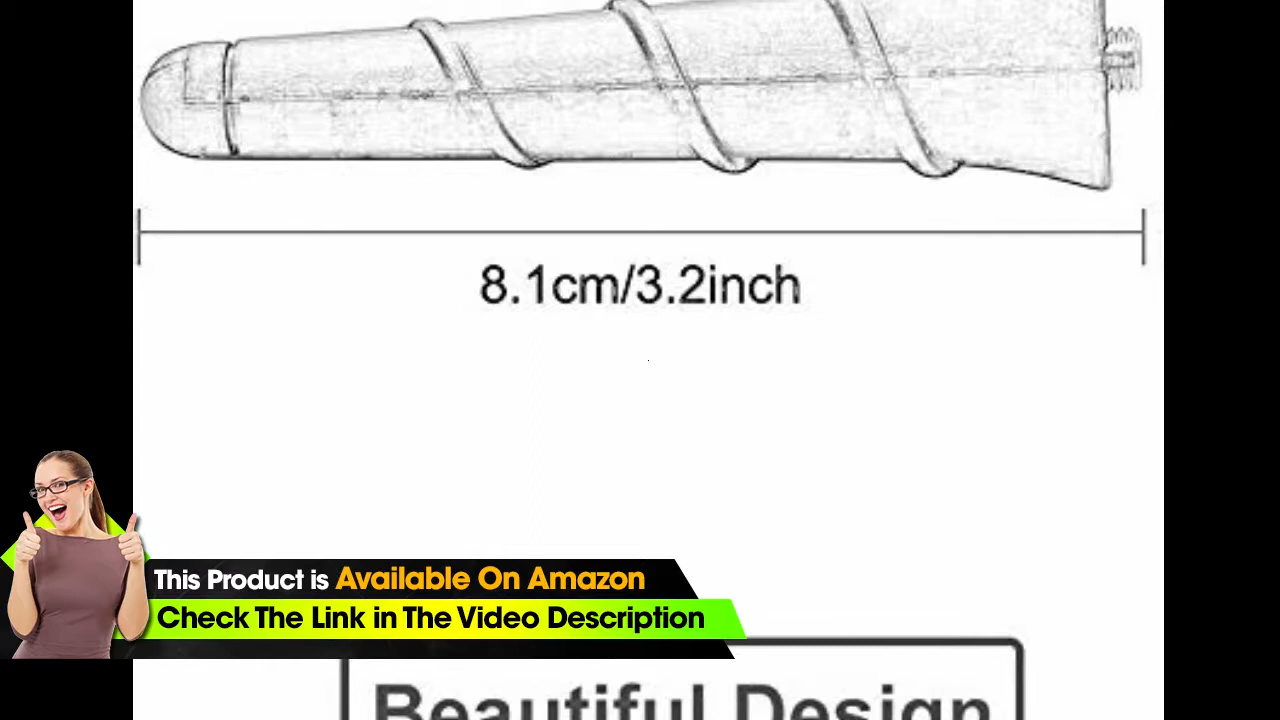 8.1cm/3.2inch
This Product is Available On Amazon
Check The Link in The Video Description
Beautiful Design